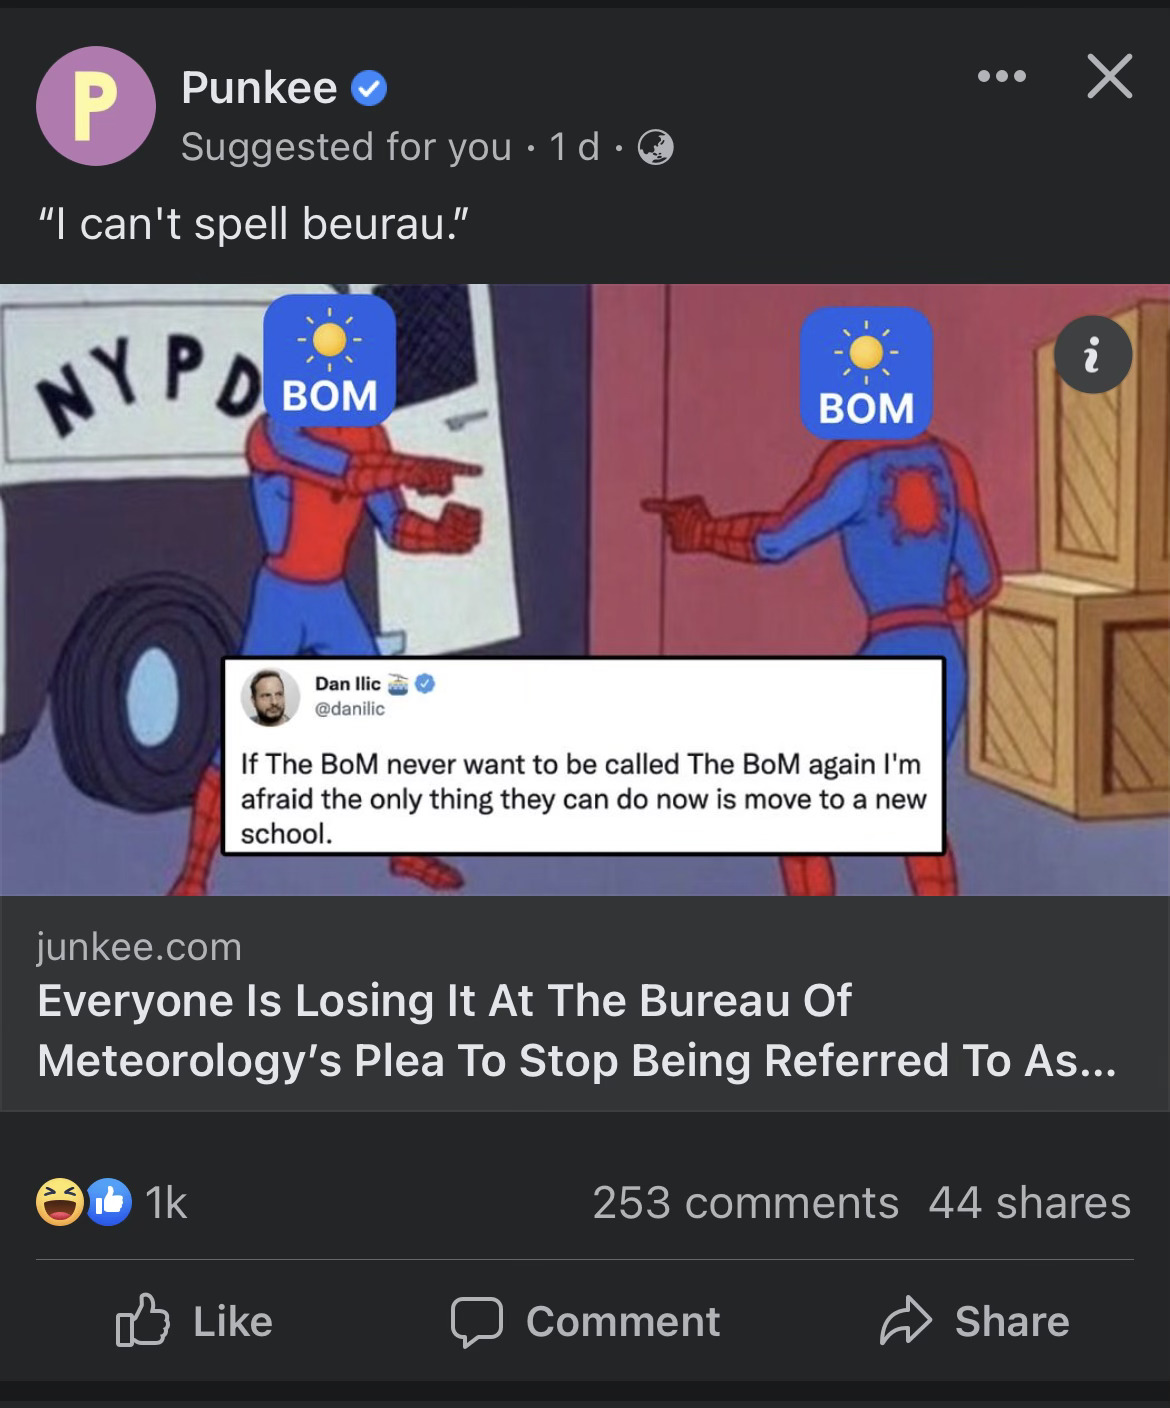 P
Punkee
Suggested for you · 1 d ·
“I can't spell beurau.”
NYPD
BOM
BOM
i
Dan Ilic
@danilic
If The BoM never want to be called The BoM again I'm
afraid the only thing they can do now is move to a new
school.
junkee.com
Everyone Is Losing It At The Bureau Of
Meteorology’s Plea To Stop Being Referred To As...
1k
253 comments 44 shares
Like
Comment
Share